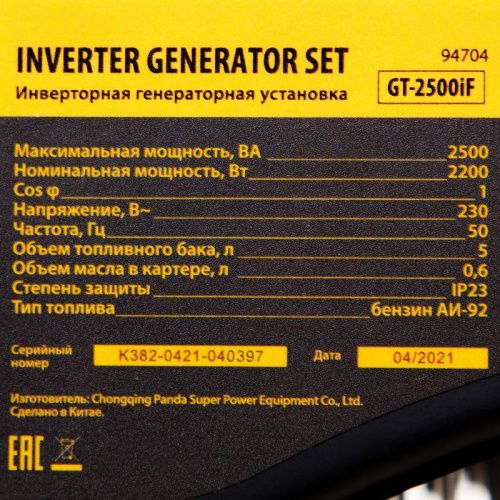 INVERTER GENERATOR SET
94704
Инверторная генераторная установка
GT-2500iF
Максимальная мощность, ВА 2500
Номинальная мощность, Вт 2200
Cos φ 1
Напряжение, В~ 230
Частота, Гц 50
Объем топливного бака, л 5
Объем масла в картере, л 0,6
Степень защиты IP23
Тип топлива бензин АИ-92
Серийный номер K382-0421-040397 Дата 04/2021
Изготовитель: Chongqing Panda Super Power Equipment Co., Ltd.
Сделано в Китае.
EAC